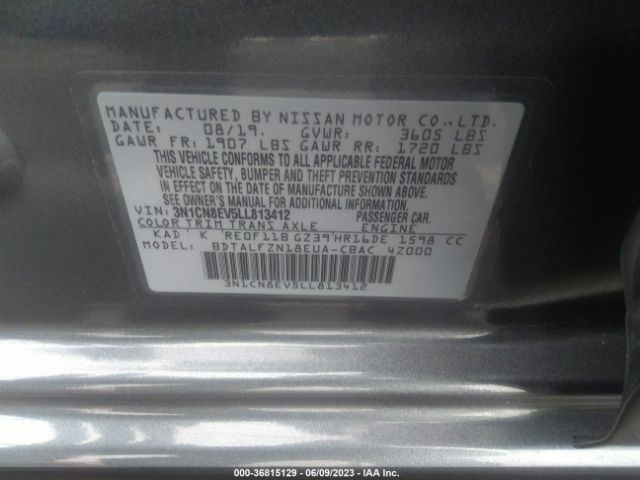 MANUFACTURED BY NISSAN MOTOR CO., LTD.
DATE: 08/19. GVWR: 3605 LBS
GAWR FR: 1907 LBS GAWR RR: 1720 LBS
THIS VEHICLE CONFORMS TO ALL APPLICABLE FEDERAL MOTOR
VEHICLE SAFETY, BUMPER AND THEFT PREVENTION STANDARDS
IN EFFECT ON THE DATE OF MANUFACTURE SHOWN ABOVE.
SEE OWNER'S MANUAL FOR ADDITIONAL INFORMATION
VIN: 3N1CN8EV5LL813412 PASSENGER CAR.
COLOR TRIM TRANS AXLE ENGINE
KAD K RE0F11B GZ39 HR16DE 1598 CC
MODEL: BDTALFZN18EUA-CBAC 4Z000
3N1CN8EV5LL813412
000-36815129 - 06/09/2023 - IAA Inc.